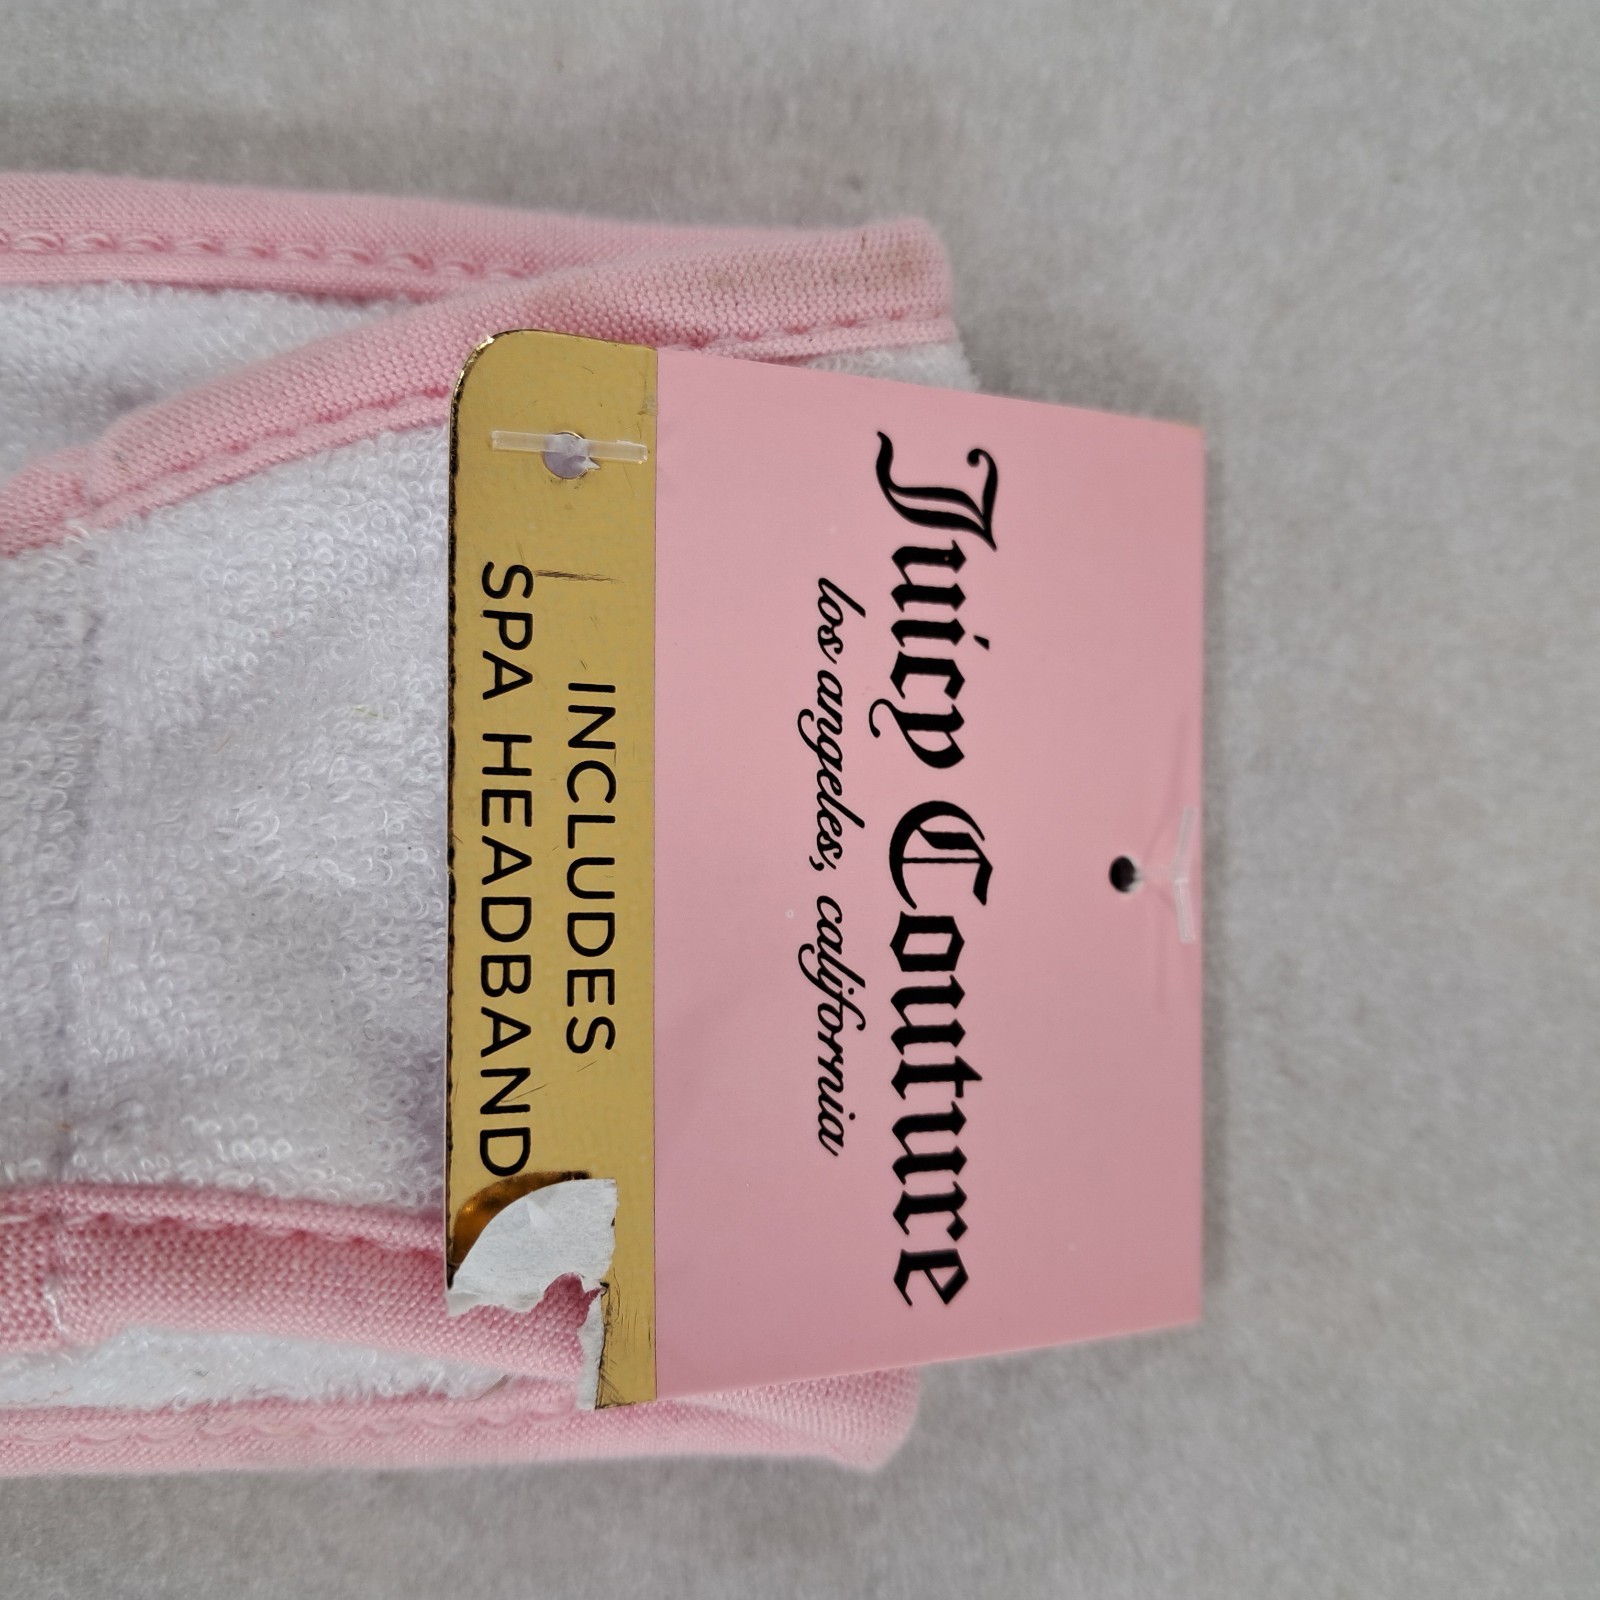 Juicy Couture
los angeles, california
INCLUDES
SPA HEADBAND